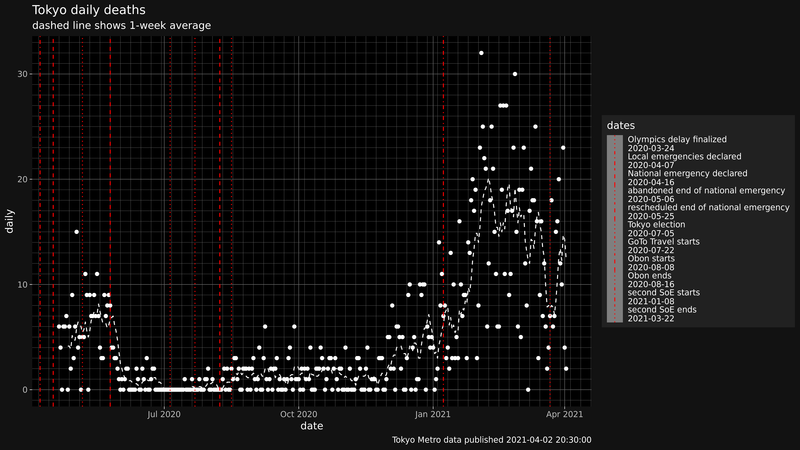 Tokyo daily deaths
dashed line shows 1-week average
30
20
10
0
daily
Jul 2020
Oct 2020
Jan 2021
Apr 2021
date
dates
Olympics delay finalized
2020-03-24
Local emergencies declared
2020-04-07
National emergency declared
2020-04-16
abandoned end of national emergency
2020-05-06
rescheduled end of national emergency
2020-05-25
Tokyo election
2020-07-05
GoTo Travel starts
2020-07-22
Obon starts
2020-08-08
Obon ends
2020-08-16
second SoE starts
2021-01-08
second SoE ends
2021-03-22
Tokyo Metro data published 2021-04-02 20:30:00